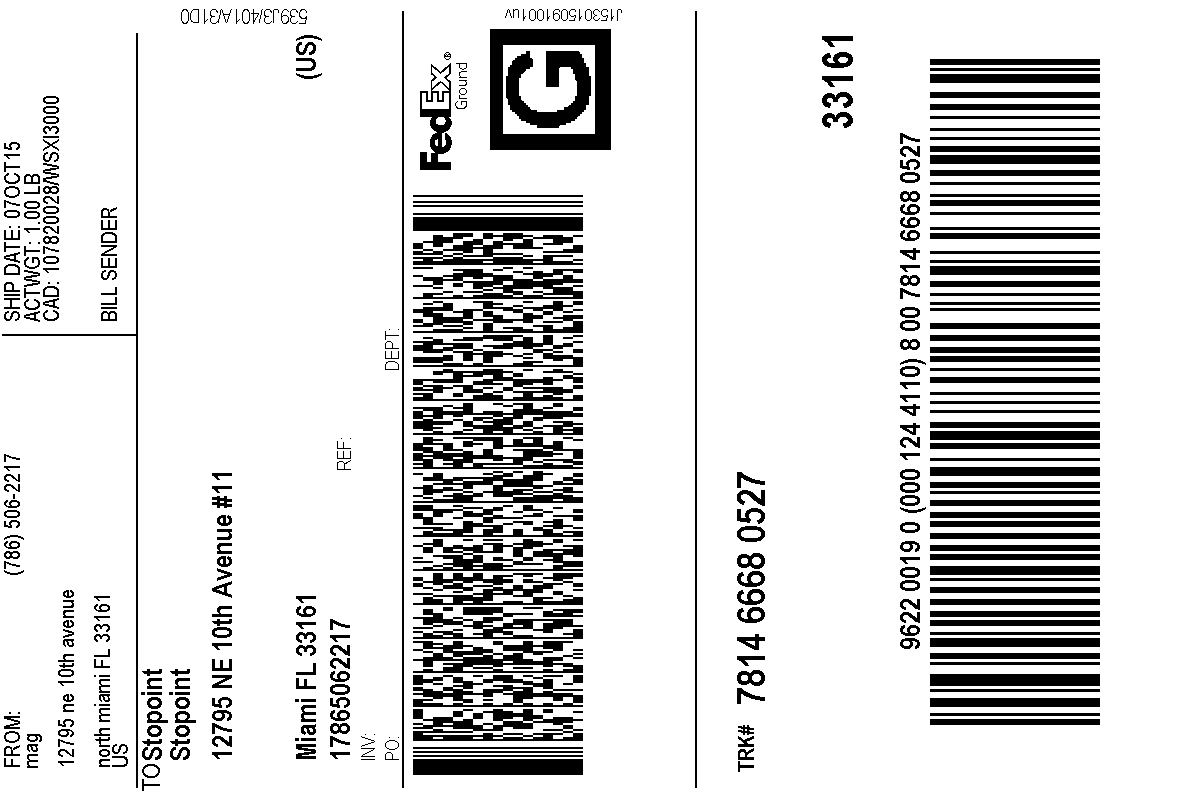 FROM: (786) 506-2217
mag
12795 ne 10th avenue
north miami FL 33161
US
SHIP DATE: 07OCT15
ACTWGT: 1.00 LB
CAD: 107820028/WSXI3000
BILL SENDER
TO Stopoint
Stopoint
12795 NE 10th Avenue #11
Miami FL 33161 (US)
17865062217
REF:
INV:
PO: DEPT:
539J3/401A/31D0
FedEx®
Ground
G
J153015091001uv
TRK# 7814 6668 0527
33161
9622 0019 0 (000 124 4110) 8 00 7814 6668 0527